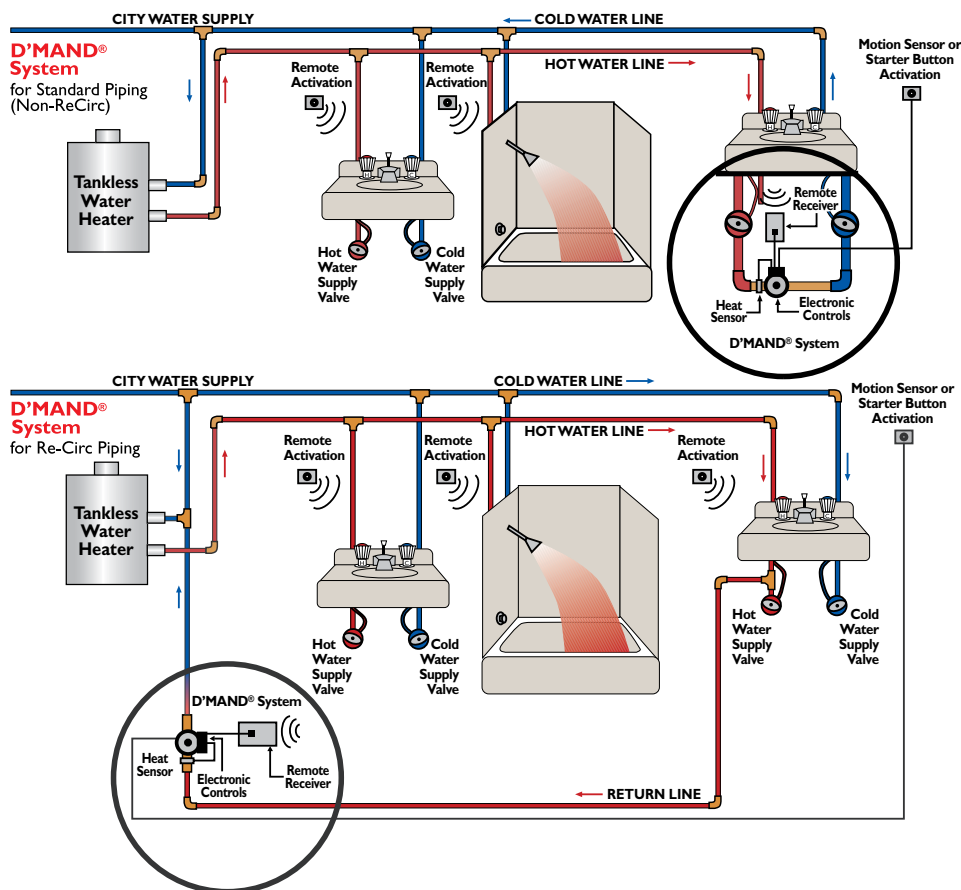 CITY WATER SUPPLY
COLD WATER LINE
D'MAND®
System
for Standard Piping
(Non-ReCirc)
HOT WATER LINE
Remote
Activation
Remote
Activation
Motion Sensor or
Starter Button
Activation
Tankless
Water
Heater
Remote
Receiver
Hot
Water
Supply
Valve
Cold
Water
Supply
Valve
Heat
Sensor
Electronic
Controls
D'MAND® System
CITY WATER SUPPLY
COLD WATER LINE
D'MAND®
System
for Re-Circ Piping
HOT WATER LINE
Remote
Activation
Remote
Activation
Remote
Activation
Motion Sensor or
Starter Button
Activation
Tankless
Water
Heater
Hot
Water
Supply
Valve
Cold
Water
Supply
Valve
Hot
Water
Supply
Valve
Cold
Water
Supply
Valve
D'MAND® System
Heat
Sensor
Electronic
Controls
Remote
Receiver
RETURN LINE